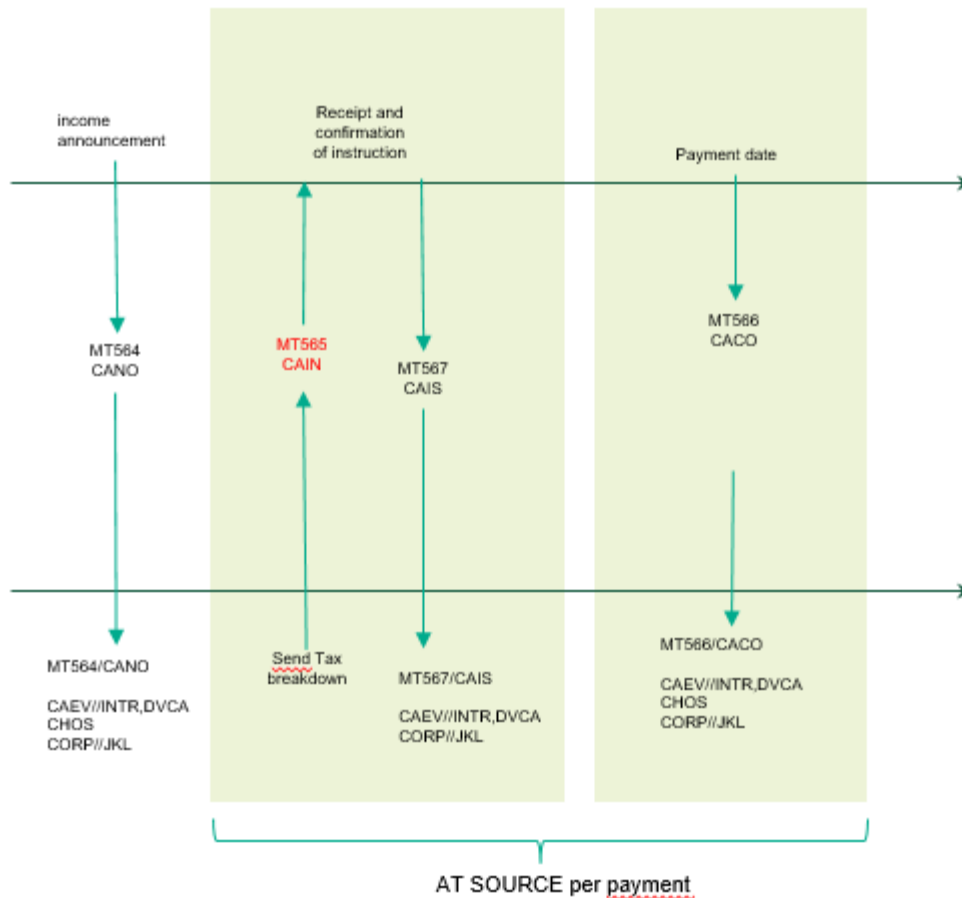 income
announcement
Receipt and
confirmation
of instruction
Payment date
MT564
CANO
MT565
CAIN
MT567
CAIS
MT566
CACO
MT564/CANO
CAEV//INTR,DVCA
CHOS
CORP//JKL
Send Tax
breakdown
MT567/CAIS
CAEV//INTR,DVCA
CORP//JKL
MT566/CACO
CAEV//INTR,DVCA
CHOS
CORP//JKL
AT SOURCE per payment